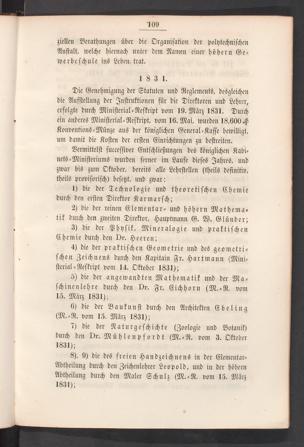 109
ziellen Berathungen über die Organisation der polytechnischen
Anstalt, welche hiernach unter dem Namen einer höhern Ge-
werbeschule ins Leben trat.
1831.
Die Genehmigung der Statuten und Reglements, desgleichen
die Ausstellung der Instruktionen für die Direktoren und Lehrer,
erfolgte durch Ministerial-Reskript vom 19. März 1831. Durch
ein anderes Ministerial-Reskript, vom 16. Mai, wurden 18,600 ₰
Konventions-Münze aus der königlichen General-Kasse bewilligt,
um damit die Kosten der ersten Einrichtungen zu bestreiten.
Vermittelst successiver Entschließungen des königlichen Kabi-
nets-Ministeriums wurden ferner im Laufe dieses Jahres, und
zwar bis zum Oktober, bereits alle Lehrstellen (theils definitiv,
theils provisorisch) besetzt, und zwar:
1) die der Technologie und theoretischen Chemie
durch den ersten Direktor Karmarsch;
2) die der reinen Elementar- und höhern Mathema-
tik durch den zweiten Direktor, Hauptmann G. W. Glünder;
3) die der Physik, Mineralogie und praktischen
Chemie durch den Dr. Heeren;
4) die der praktischen Geometrie und des geometri-
schen Zeichnens durch den Kapitain Fr. Hartmann (Mini-
sterial-Reskript vom 14. Oktober 1831);
5) die der angewandten Mathematik und der Ma-
schinenlehre durch den Dr. Fr. Eichhorn (M.-R. vom
15. März 1831);
6) die der Baukunst durch den Architekten Ebeling
(M.-R. vom 15. März 1831);
7) die der Naturgeschichte (Zoologie und Botanik)
durch den Dr. Mühlenpfordt (M.-R. vom 3. Oktober
1831);
8). 9) die des freien Handzeichnens in der Elementar-
Abtheilung durch den Zeichenlehrer Leopold, und in der höhern
Abtheilung durch den Maler Schulz (M.-R. vom 15. März
1831);